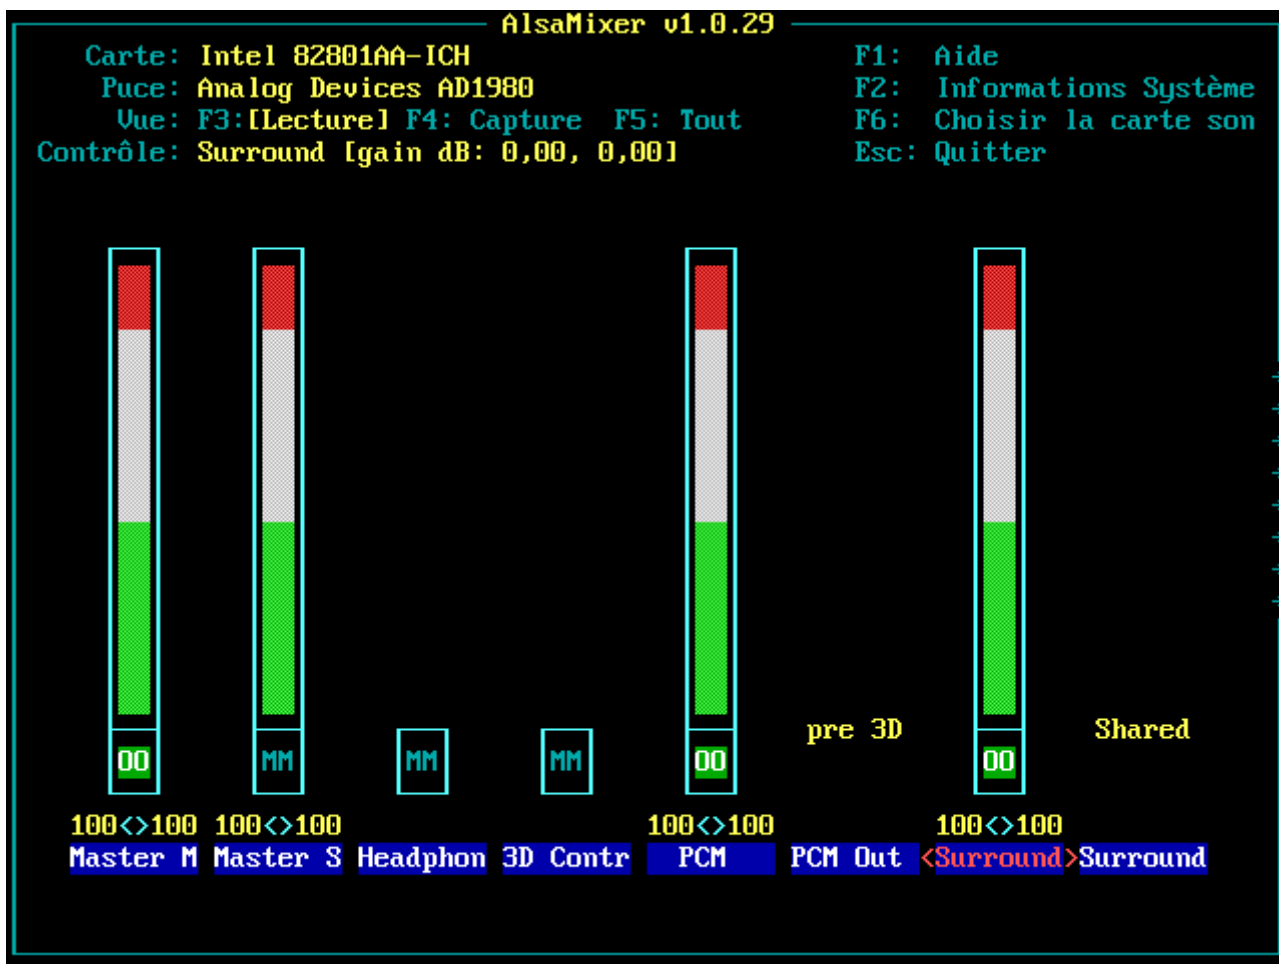 AlsaMixer v1.0.29
Carte: Intel 82801AA-ICH F1: Aide
Puce: Analog Devices AD1980 F2: Informations Système
Vue: F3:[Lecture] F4: Capture F5: Tout F6: Choisir la carte son
Contrôle: Surround [gain dB: 0,00, 0,00] Esc: Quitter
pre 3D Shared
OO MM MM MM OO OO
100<>100 100<>100 100<>100 100<>100
Master M Master S Headphon 3D Contr PCM PCM Out <Surround>Surround